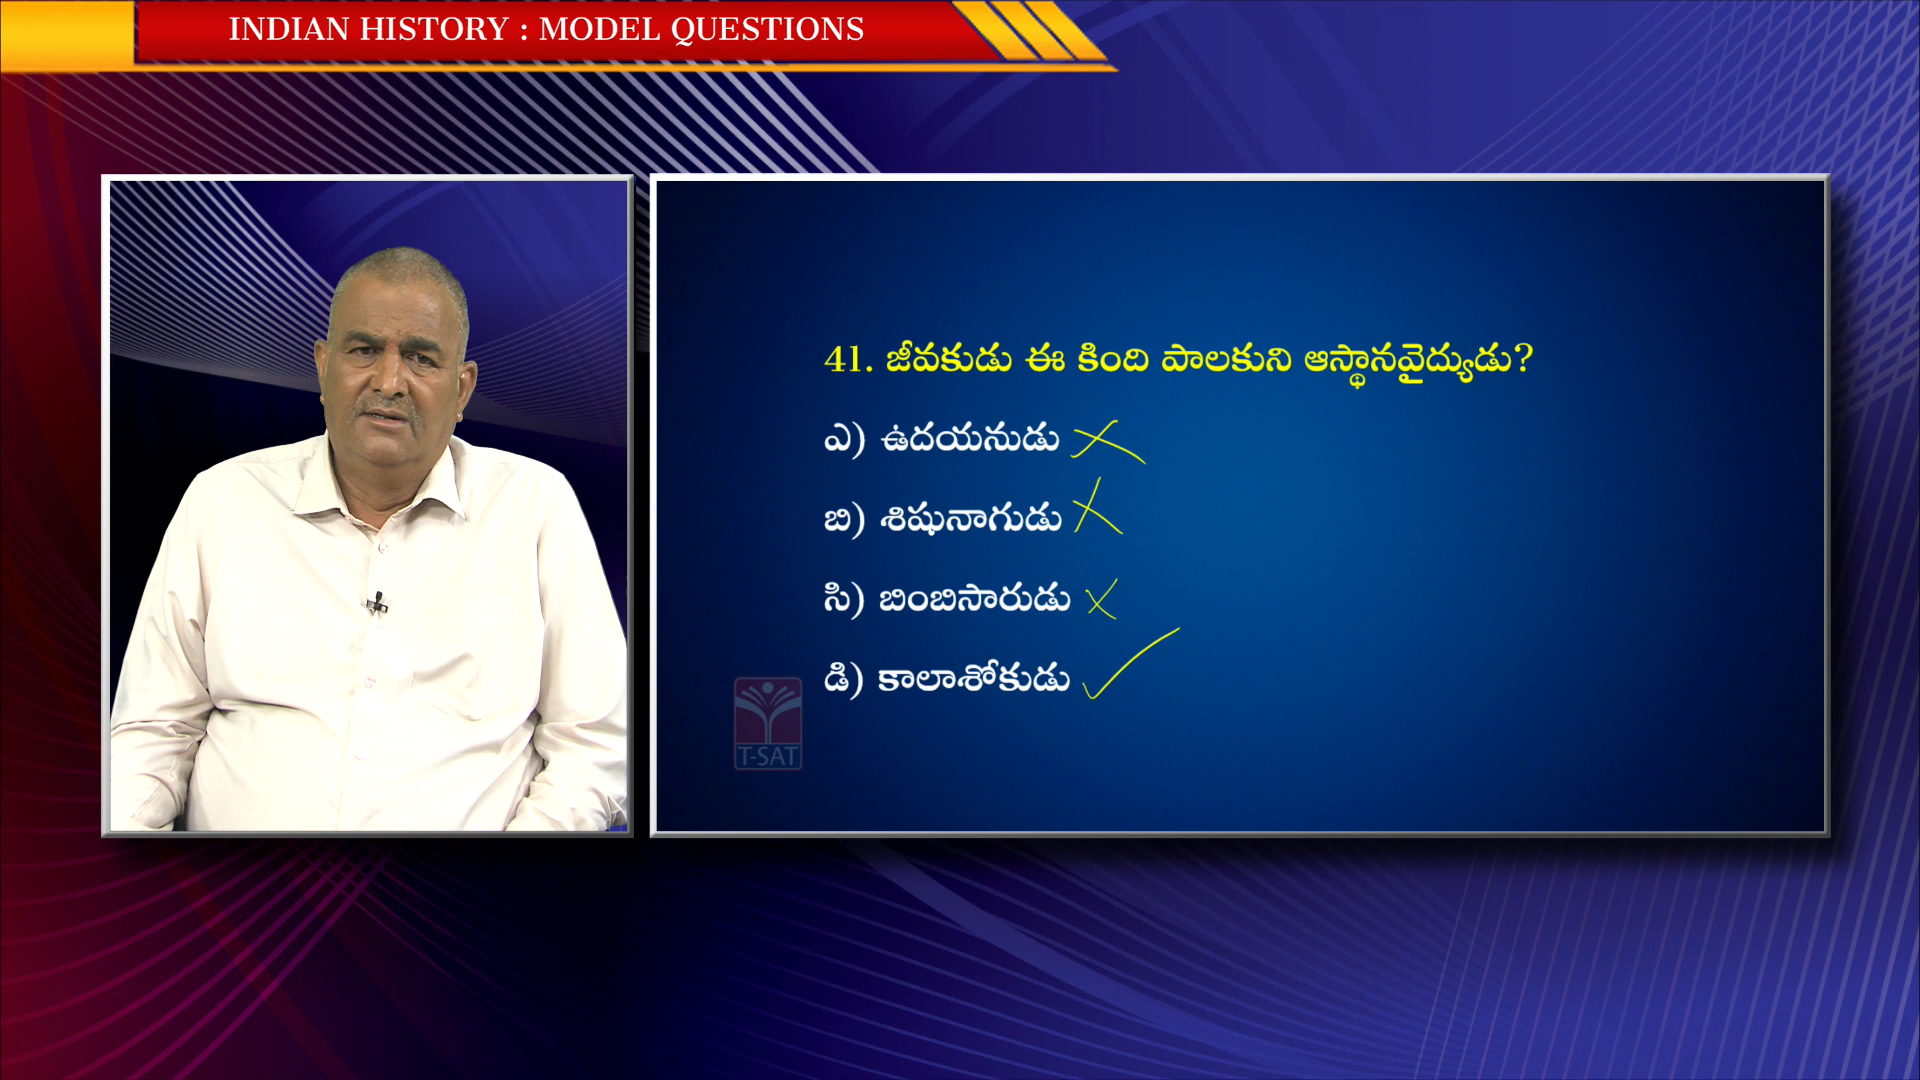 INDIAN HISTORY : MODEL QUESTIONS
41. జీవకుడు ఈ కింది పాలకుని ఆస్థానవైద్యుడు?
ఎ) ఉదయనుడు
బి) శిషునాగుడు
సి) బింబిసారుడు
డి) కాలాశోకుడు
T-SAT